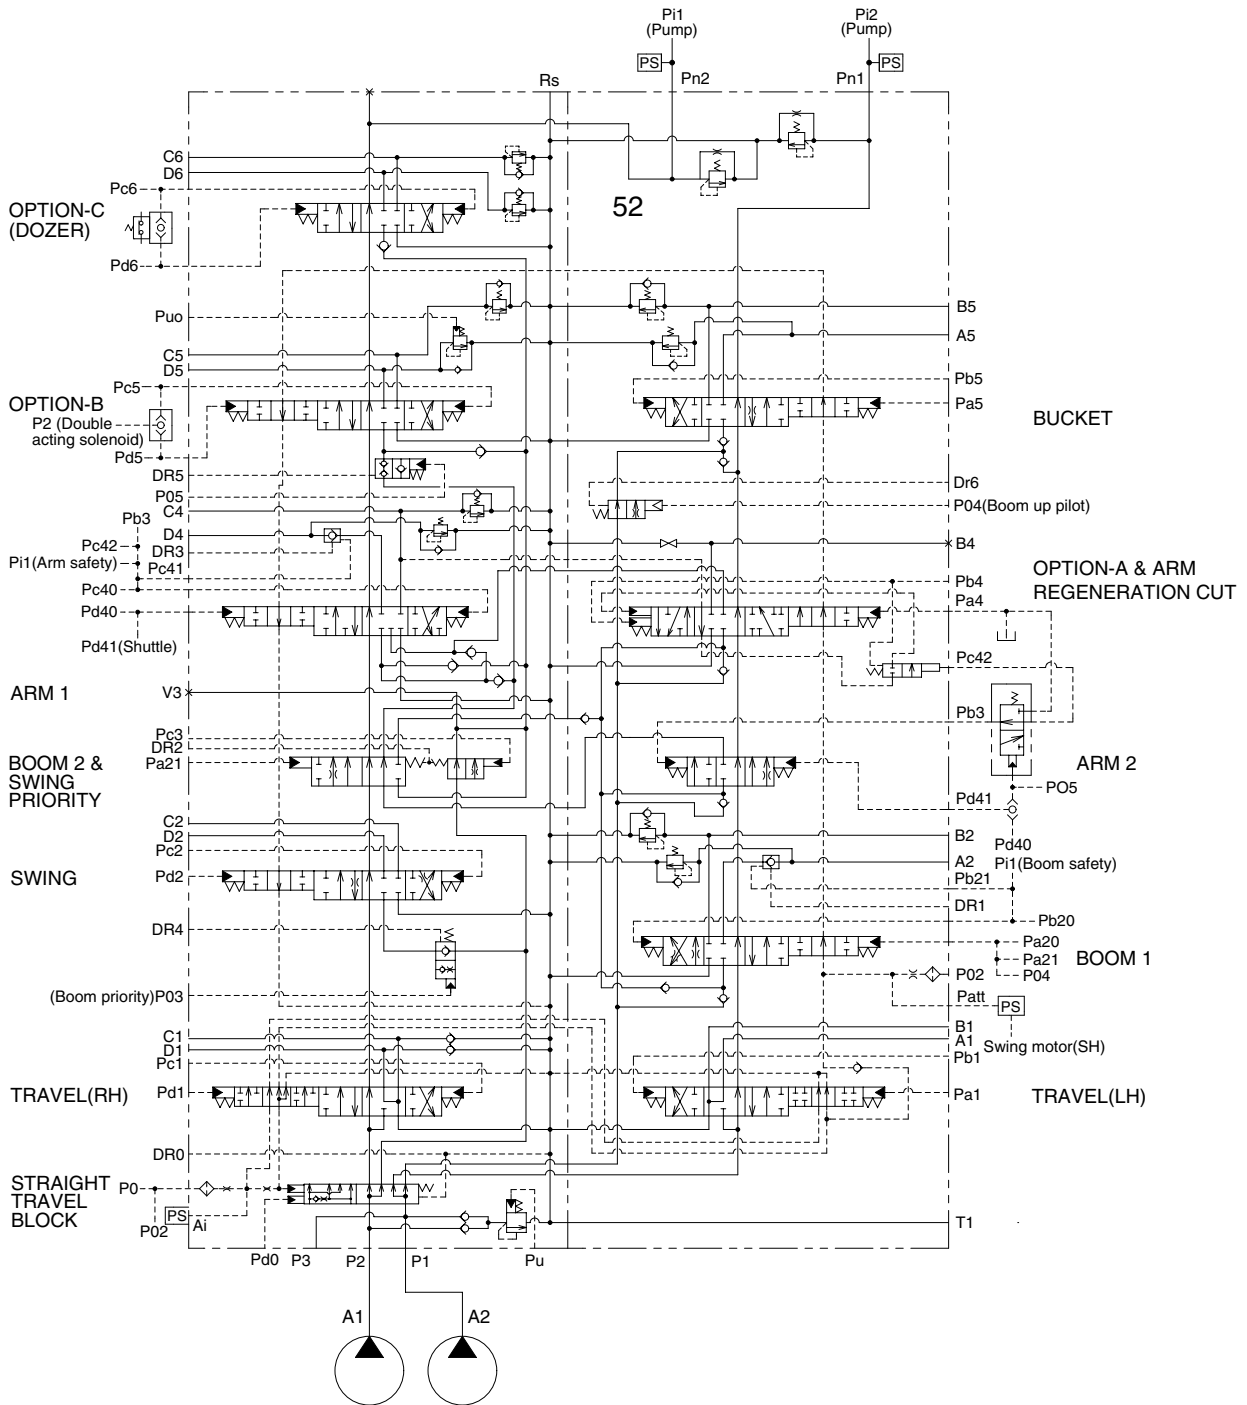 Pi1
(Pump)
Pi2
(Pump)
PS
PS
Rs
Pn2
Pn1
C6
D6
Pc6
OPTION-C
(DOZER)
52
Pd6
Puo
B5
A5
C5
D5
Pc5
Pb5
OPTION-B
P2 (Double
acting solenoid)
Pa5
BUCKET
Pd5
DR5
P05
Dr6
C4
P04(Boom up pilot)
Pb3
D4
DR3
B4
Pc42
Pi1(Arm safety)
Pc41
OPTION-A & ARM
REGENERATION CUT
Pc40
Pb4
Pd40
Pa4
Pd41(Shuttle)
Pc42
ARM 1
V3
Pb3
Pc3
DR2
BOOM 2 &
SWING
PRIORITY
Pa21
ARM 2
PO5
Pd41
C2
D2
B2
Pd40
Pc2
A2
Pi1(Boom safety)
SWING
Pd2
Pb21
DR1
Pb20
DR4
Pa20
Pa21
P04
BOOM 1
P02
(Boom priority)P03
Patt
PS
C1
D1
Pc1
B1
A1
Swing motor(SH)
Pb1
TRAVEL(RH)
Pd1
Pa1
TRAVEL(LH)
DR0
STRAIGHT
TRAVEL
BLOCK
P0
PS
Ai
P02
T1
Pd0
P3
P2
P1
Pu
A1
A2